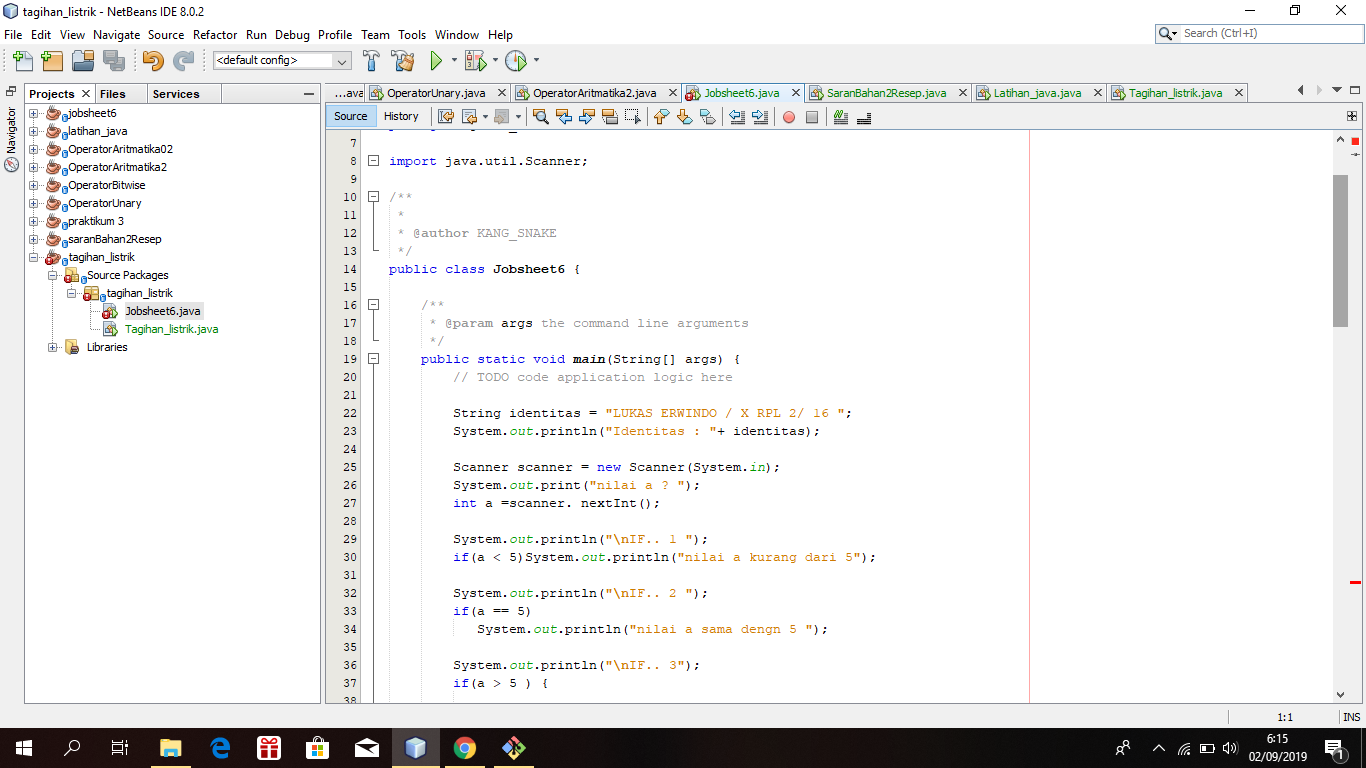 tagihan_listrik - NetBeans IDE 8.0.2
File Edit View Navigate Source Refactor Run Debug Profile Team Tools Window Help
Search (Ctrl+I)
<default config>
Projects Files Services
Navigator
jobsheet6
latihan_java
OperatorAritmatika02
OperatorAritmatika2
OperatorBitwise
OperatorUnary
praktikum 3
saranBahan2Resep
tagihan_listrik
Source Packages
tagihan_listrik
Jobsheet6.java
Tagihan_listrik.java
Libraries
...ava OperatorUnary.java OperatorAritmatika2.java Jobsheet6.java SaranBahan2Resep.java Latihan_java.java Tagihan_listrik.java
Source History
7
8 import java.util.Scanner;
9
10 /**
11 *
12 * @author KANG_SNAKE
13 */
14 public class Jobsheet6 {
15
16 /**
17 * @param args the command line arguments
18 */
19 public static void main(String[] args) {
20 // TODO code application logic here
21
22 String identitas = "LUKAS ERWINDO / X RPL 2/ 16 ";
23 System.out.println("Identitas : "+ identitas);
24
25 Scanner scanner = new Scanner(System.in);
26 System.out.print("nilai a ? ");
27 int a =scanner. nextInt();
28
29 System.out.println("\nIF.. 1 ");
30 if(a < 5)System.out.println("nilai a kurang dari 5");
31
32 System.out.println("\nIF.. 2 ");
33 if(a == 5)
34 System.out.println("nilai a sama dengn 5 ");
35
36 System.out.println("\nIF.. 3");
37 if(a > 5 ) {
38
1:1 INS
6:15
02/09/2019
1